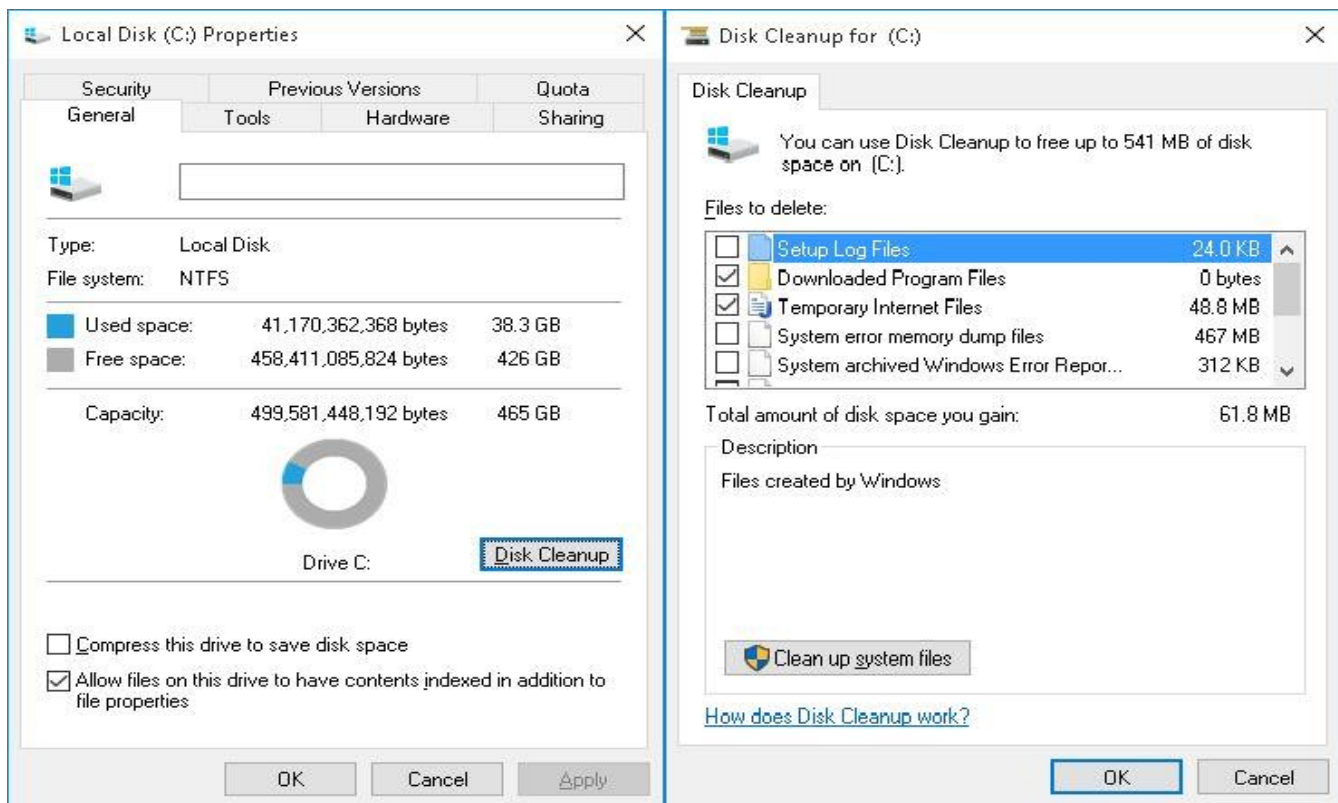 Local Disk (C:) Properties
Security Previous Versions Quota
General Tools Hardware Sharing
Type: Local Disk
File system: NTFS
Used space: 41,170,362,368 bytes 38.3 GB
Free space: 458,411,085,824 bytes 426 GB
Capacity: 499,581,448,192 bytes 465 GB
Drive C:
Disk Cleanup
Compress this drive to save disk space
Allow files on this drive to have contents indexed in addition to
file properties
OK Cancel Apply
Disk Cleanup for (C:)
Disk Cleanup
You can use Disk Cleanup to free up to 541 MB of disk
space on (C:).
Files to delete:
Setup Log Files 24.0 KB
Downloaded Program Files 0 bytes
Temporary Internet Files 48.8 MB
System error memory dump files 467 MB
System archived Windows Error Repor... 312 KB
Total amount of disk space you gain: 61.8 MB
Description
Files created by Windows
Clean up system files
How does Disk Cleanup work?
OK Cancel